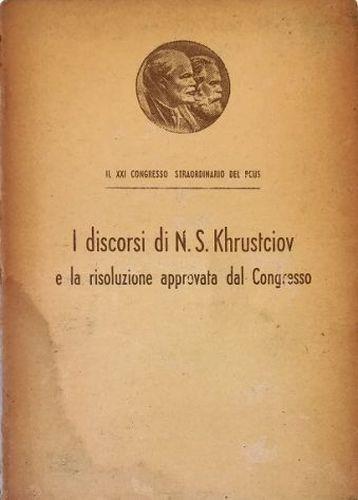 IL XXI CONGRESSO STRAORDINARIO DEL PCUS
I discorsi di N. S. Khrustciov
e la risoluzione approvata dal Congresso